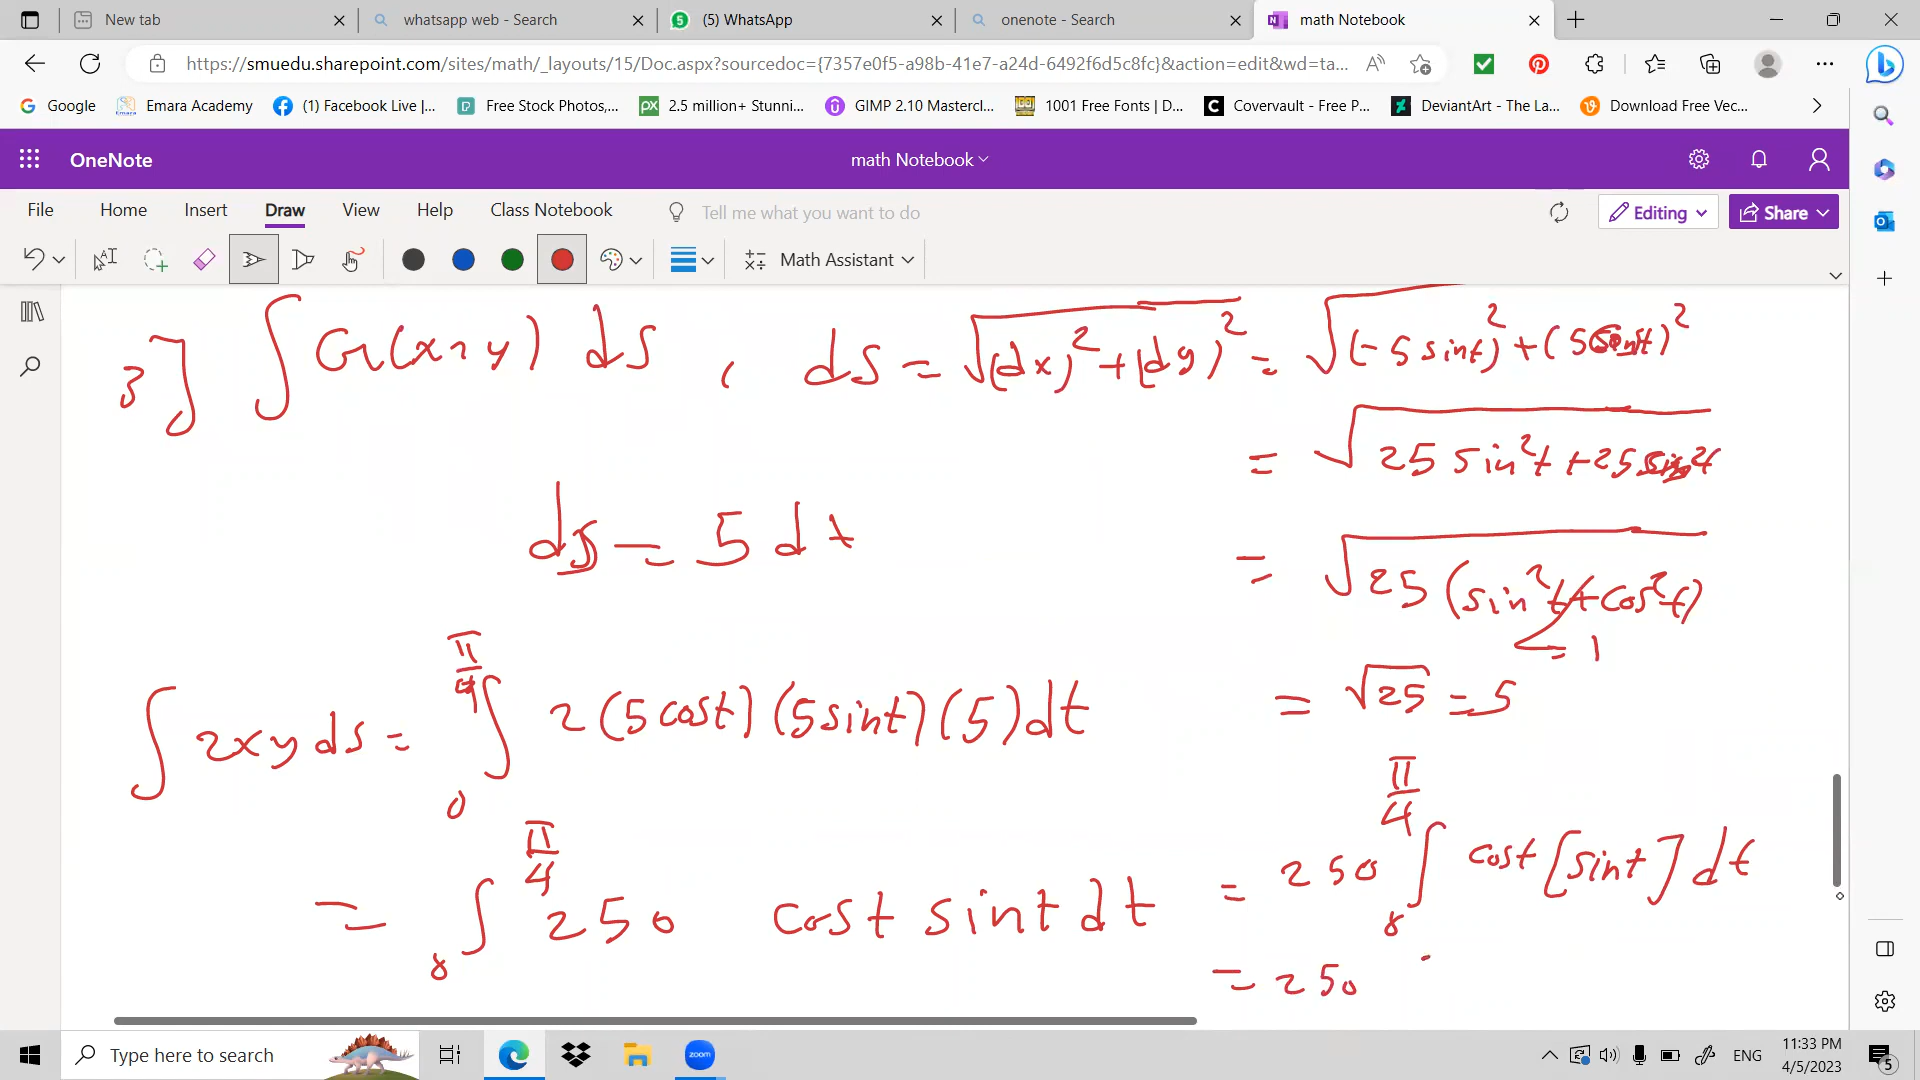 New tab
whatsapp web - Search
(5) WhatsApp
onenote - Search
math Notebook
https://smuedu.sharepoint.com/sites/math/_layouts/15/Doc.aspx?sourcedoc={7357e0f5-a98b-41e7-a24d-6492f6d5c8fc}&action=edit&wd=ta...
Google
Emara Academy
(1) Facebook Live |...
Free Stock Photos,...
2.5 million+ Stunni...
GIMP 2.10 Mastercl...
1001 Free Fonts | D...
Covervault - Free P...
DeviantArt - The La...
Download Free Vec...
OneNote
math Notebook
File Home Insert Draw View Help Class Notebook
Tell me what you want to do
Editing
Share
Math Assistant
3] ∫ G(x,y) ds , ds = √((dx)² + (dy)²) = √((-5 sint)² + (5 cost)²)
= √(25 sin²t + 25 t)
ds = 5 dt
= √(25 (sin²t + cos²t))
= 1
= √25 = 5
∫ 2xy ds = ∫₀^(π/4) 2(5cost)(5sint)(5)dt
= ∫₀^(π/4) 250 cost sint dt
= 250 ∫₀^(π/4) cost [sint] dt
= 250
Type here to search
zoom
ENG
11:33 PM
4/5/2023
5